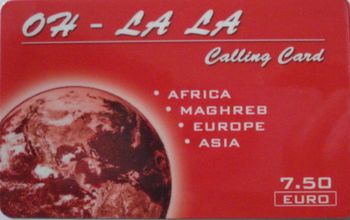 OH - LA LA
Calling Card
• AFRICA
• MAGHREB
• EUROPE
• ASIA
7.50
EURO